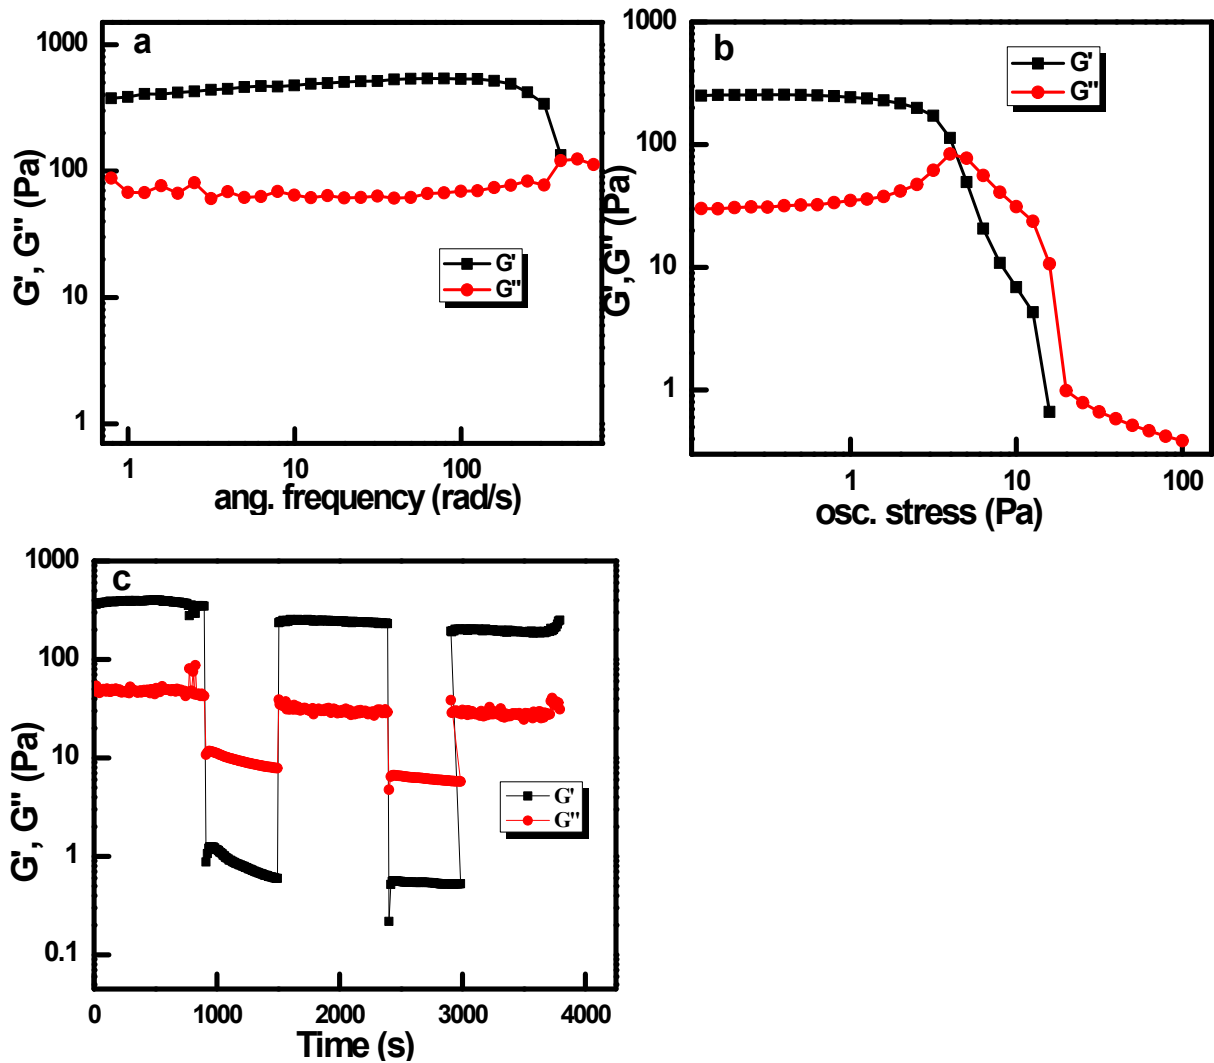 a
1000
100
10
1
G', G" (Pa)
G'
G"
1
10
100
ang. frequency (rad/s)
b
1000
100
10
1
G',G" (Pa)
G'
G"
1
10
100
osc. stress (Pa)
c
1000
100
10
1
0.1
G', G" (Pa)
G'
G"
0
1000
2000
3000
4000
Time (s)